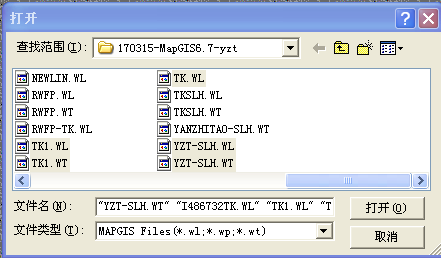 打开
查找范围(I): 170315-MapGIS6.7-yzt
NEWLIN.WL TK.WL
RWFP.WL TKSLH.WL
RWFP.WT TKSLH.WT
RWFP-TK.WL YANZHITAO-SLH.WT
TK1.WL YZT-SLH.WL
TK1.WT YZT-SLH.WT
文件名(N): "YZT-SLH.WT" "I486732TK.WL" "TK1.WL" "T 打开(O)
文件类型(T): MAPGIS Files(*.wl;*.wp;*.wt) 取消